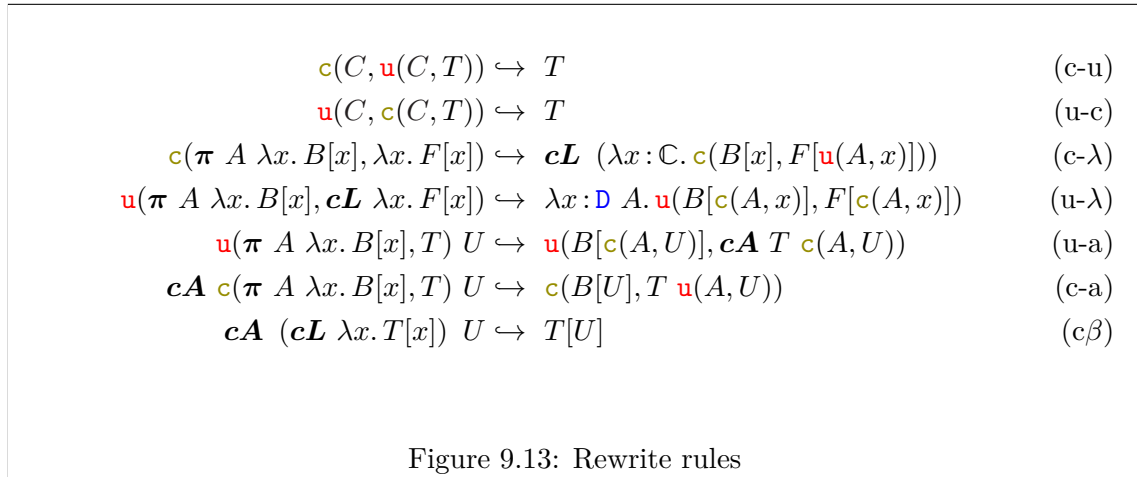 c(C, u(C, T)) ↪ T (c-u)
u(C, c(C, T)) ↪ T (u-c)
c(π A λx. B[x], λx. F[x]) ↪ cL (λx : ℂ. c(B[x], F[u(A, x)])) (c-λ)
u(π A λx. B[x], cL λx. F[x]) ↪ λx : D A. u(B[c(A, x)], F[c(A, x)]) (u-λ)
u(π A λx. B[x], T) U ↪ u(B[c(A, U)], cA T c(A, U)) (u-a)
cA c(π A λx. B[x], T) U ↪ c(B[U], T u(A, U)) (c-a)
cA (cL λx. T[x]) U ↪ T[U] (cβ)
Figure 9.13: Rewrite rules